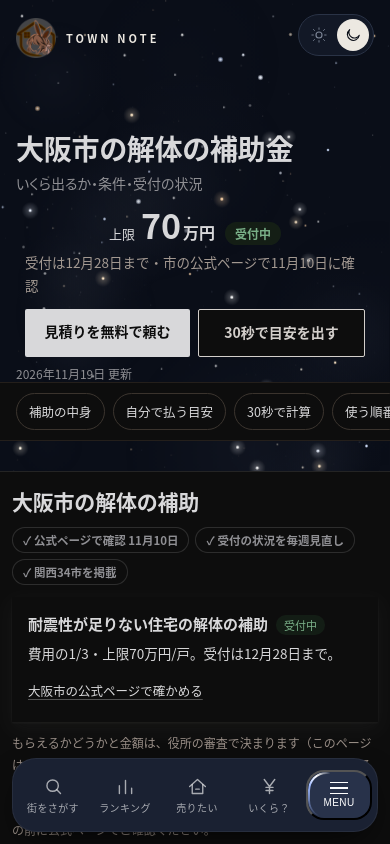 TOWN NOTE
大阪市の解体の補助金
いくら出るか・条件・受付の状況
上限 70万円 受付中
受付は12月28日まで・市の公式ページで11月10日に確
認
見積りを無料で頼む 30秒で目安を出す
2026年11月19日 更新
補助の中身 自分で払う目安 30秒で計算 使う順番
大阪市の解体の補助
✓公式ページで確認 11月10日 ✓受付の状況を毎週見直し
✓関西34市を掲載
耐震性が足りない住宅の解体の補助 受付中
費用の1/3・上限70万円/戸。受付は12月28日まで。
大阪市の公式ページで確かめる
もらえるかどうかと金額は、役所の審査で決まります（このページ
街をさがす ランキング 売りたい いくら？ MENU